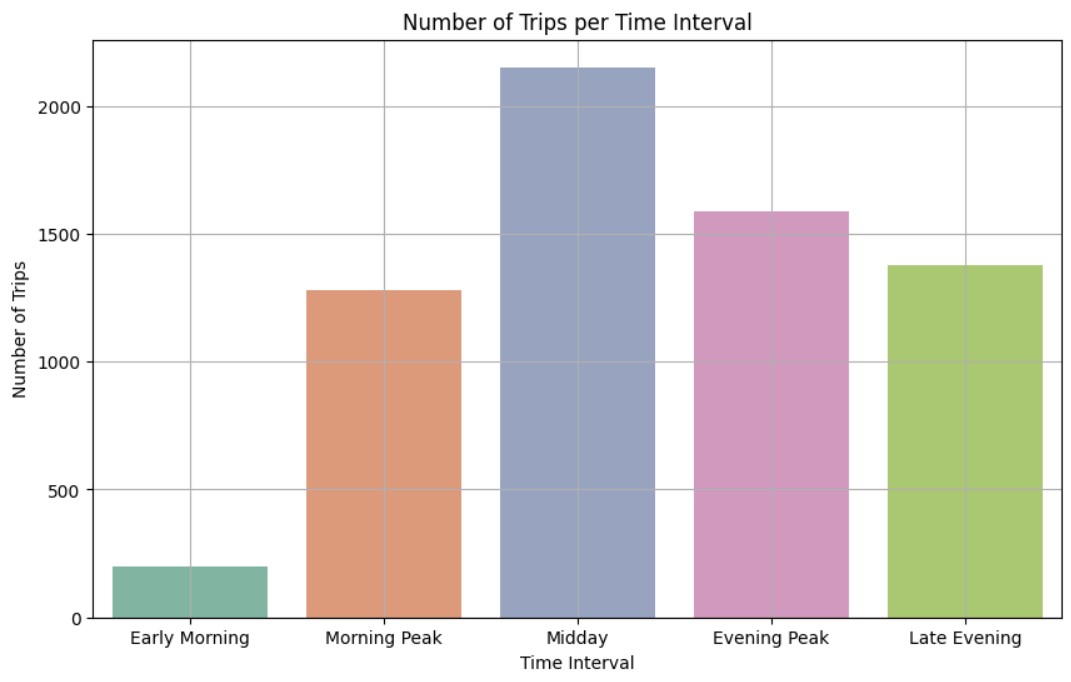 Number of Trips per Time Interval
Number of Trips
2000
1500
1000
500
0
Early Morning Morning Peak Midday Evening Peak Late Evening
Time Interval